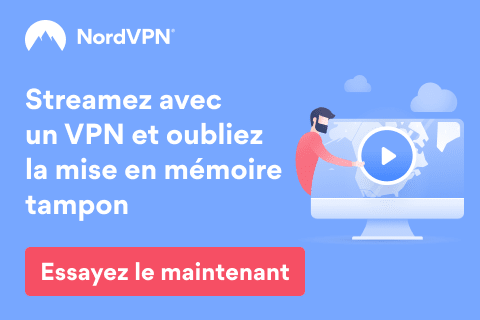 NordVPN®
Streamez avec
un VPN et oubliez
la mise en mémoire
tampon
Essayez le maintenant